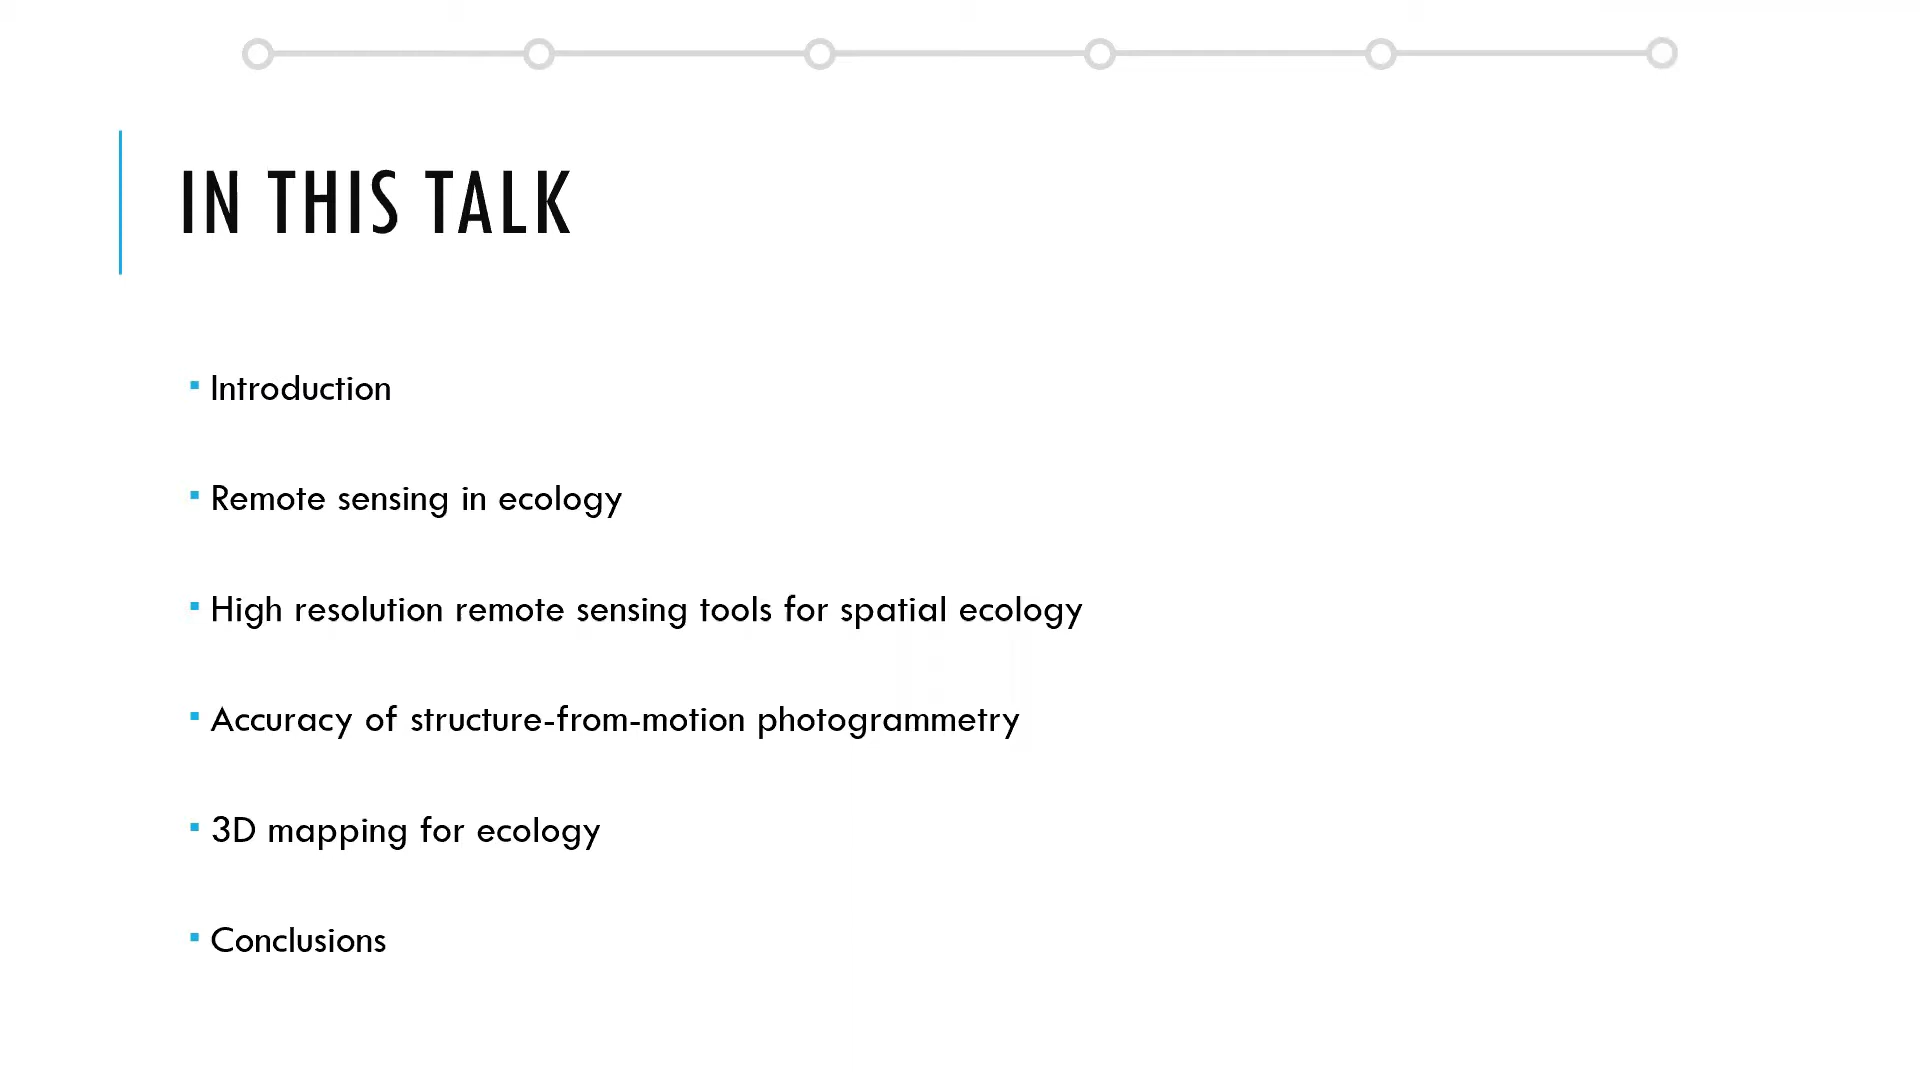 IN THIS TALK
Introduction
Remote sensing in ecology
High resolution remote sensing tools for spatial ecology
Accuracy of structure-from-motion photogrammetry
3D mapping for ecology
Conclusions